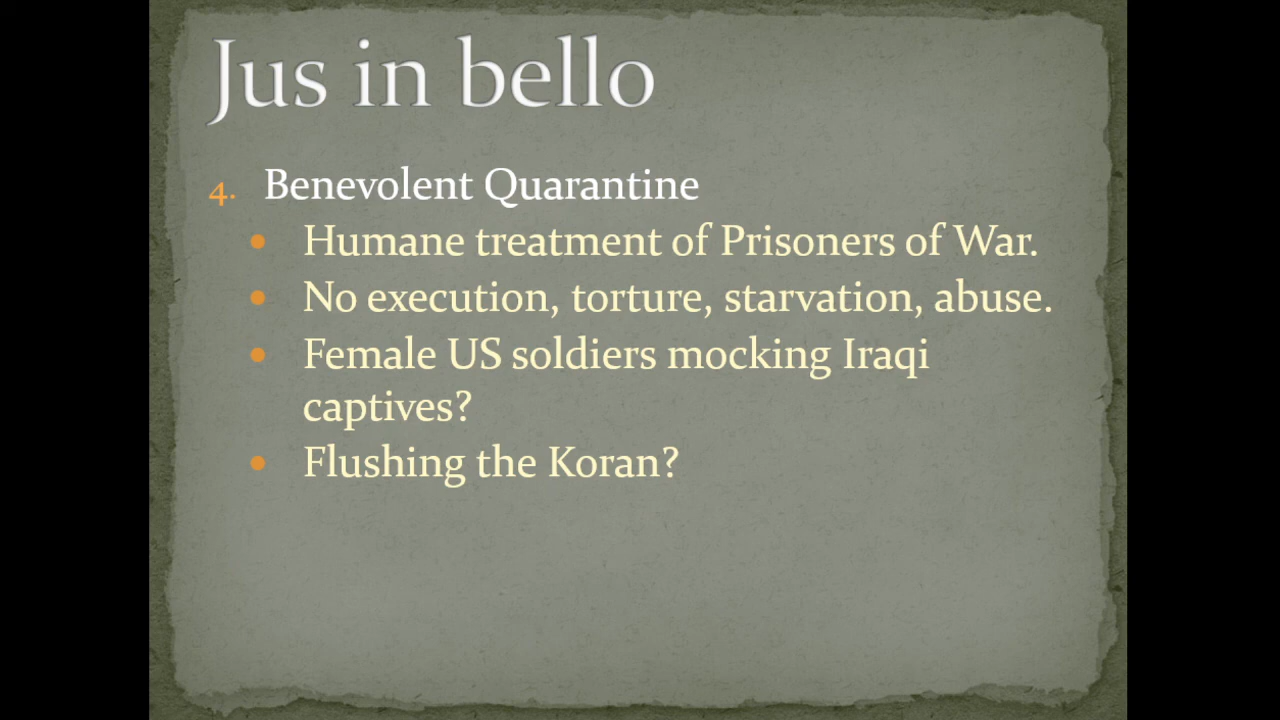 Jus in bello
4. Benevolent Quarantine
• Humane treatment of Prisoners of War.
• No execution, torture, starvation, abuse.
• Female US soldiers mocking Iraqi
captives?
• Flushing the Koran?